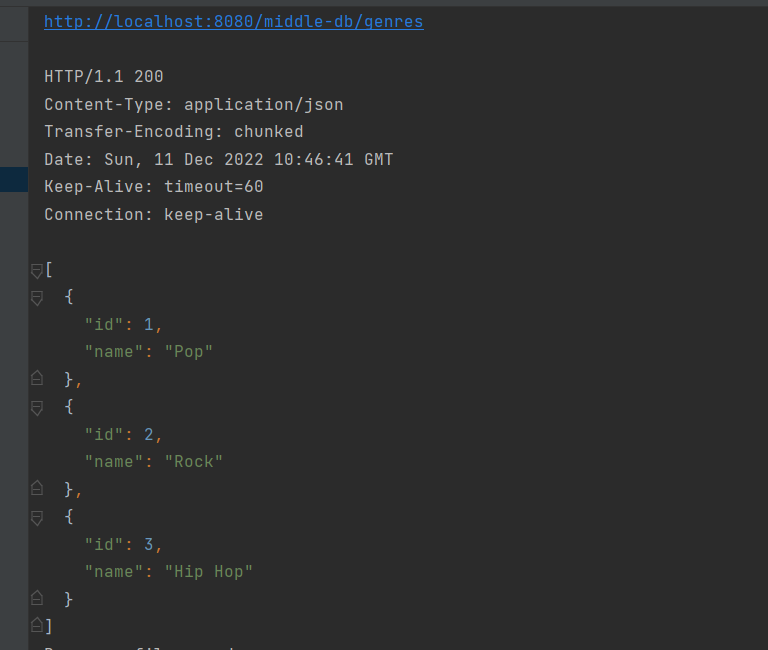 http://localhost:8080/middle-db/genres
HTTP/1.1 200
Content-Type: application/json
Transfer-Encoding: chunked
Date: Sun, 11 Dec 2022 10:46:41 GMT
Keep-Alive: timeout=60
Connection: keep-alive
[
  {
    "id": 1,
    "name": "Pop"
  },
  {
    "id": 2,
    "name": "Rock"
  },
  {
    "id": 3,
    "name": "Hip Hop"
  }
]